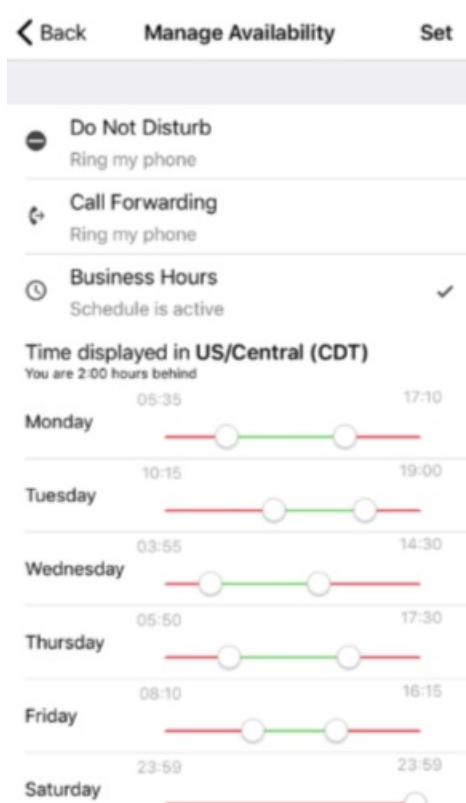 Back Manage Availability Set
Do Not Disturb
Ring my phone
Call Forwarding
Ring my phone
Business Hours
Schedule is active
Time displayed in US/Central (CDT)
You are 2:00 hours behind
05:35 17:10
Monday
10:15 19:00
Tuesday
03:55 14:30
Wednesday
05:50 17:30
Thursday
08:10 16:15
Friday
23:59 23:59
Saturday